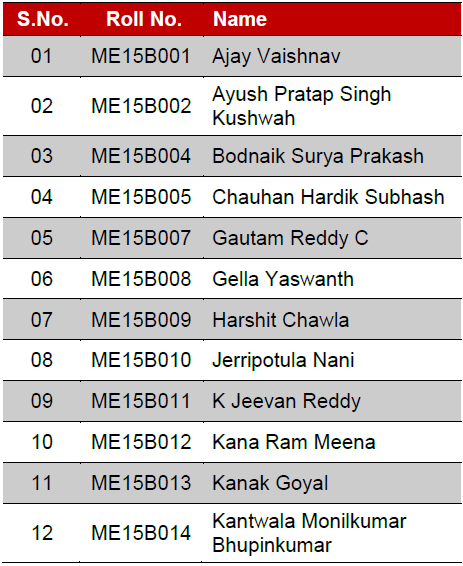 S.No. Roll No. Name
01 ME15B001 Ajay Vaishnav
02 ME15B002 Ayush Pratap Singh
Kushwah
03 ME15B004 Bodnaik Surya Prakash
04 ME15B005 Chauhan Hardik Subhash
05 ME15B007 Gautam Reddy C
06 ME15B008 Gella Yaswanth
07 ME15B009 Harshit Chawla
08 ME15B010 Jerripotula Nani
09 ME15B011 K Jeevan Reddy
10 ME15B012 Kana Ram Meena
11 ME15B013 Kanak Goyal
12 ME15B014 Kantwala Monilkumar
Bhupinkumar